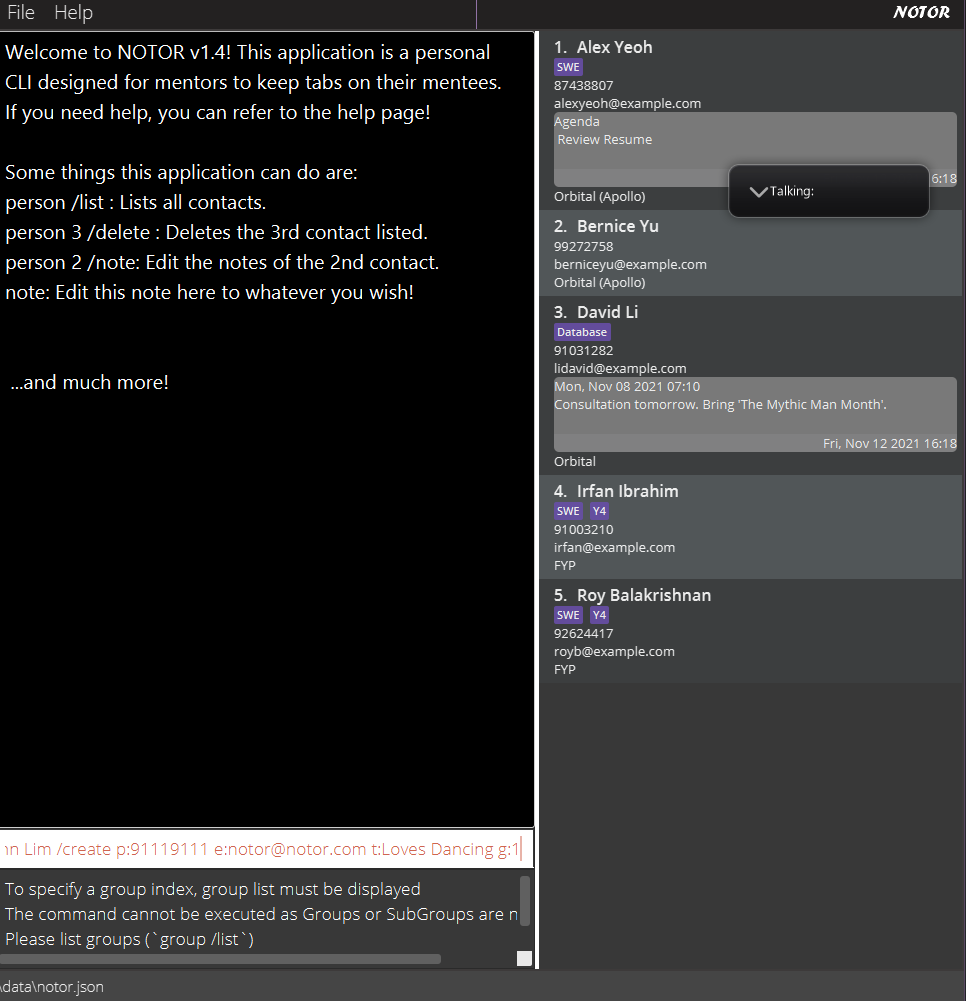 File Help
NOTOR
Welcome to NOTOR v1.4! This application is a personal
CLI designed for mentors to keep tabs on their mentees.
If you need help, you can refer to the help page!
Some things this application can do are:
person /list : Lists all contacts.
person 3 /delete : Deletes the 3rd contact listed.
person 2 /note: Edit the notes of the 2nd contact.
note: Edit this note here to whatever you wish!
...and much more!
Lim /create p:91119111 e:notor@notor.com t:Loves Dancing g:1
To specify a group index, group list must be displayed
The command cannot be executed as Groups or SubGroups are n
Please list groups (`group /list`)
\data\notor.json
1. Alex Yeoh
SWE
87438807
alexyeoh@example.com
Agenda
Review Resume
6:18
Talking:
Orbital (Apollo)
2. Bernice Yu
99272758
berniceyu@example.com
Orbital (Apollo)
3. David Li
Database
91031282
lidavid@example.com
Mon, Nov 08 2021 07:10
Consultation tomorrow. Bring 'The Mythic Man Month'.
Fri, Nov 12 2021 16:18
Orbital
4. Irfan Ibrahim
SWE Y4
91003210
irfan@example.com
FYP
5. Roy Balakrishnan
SWE Y4
92624417
royb@example.com
FYP